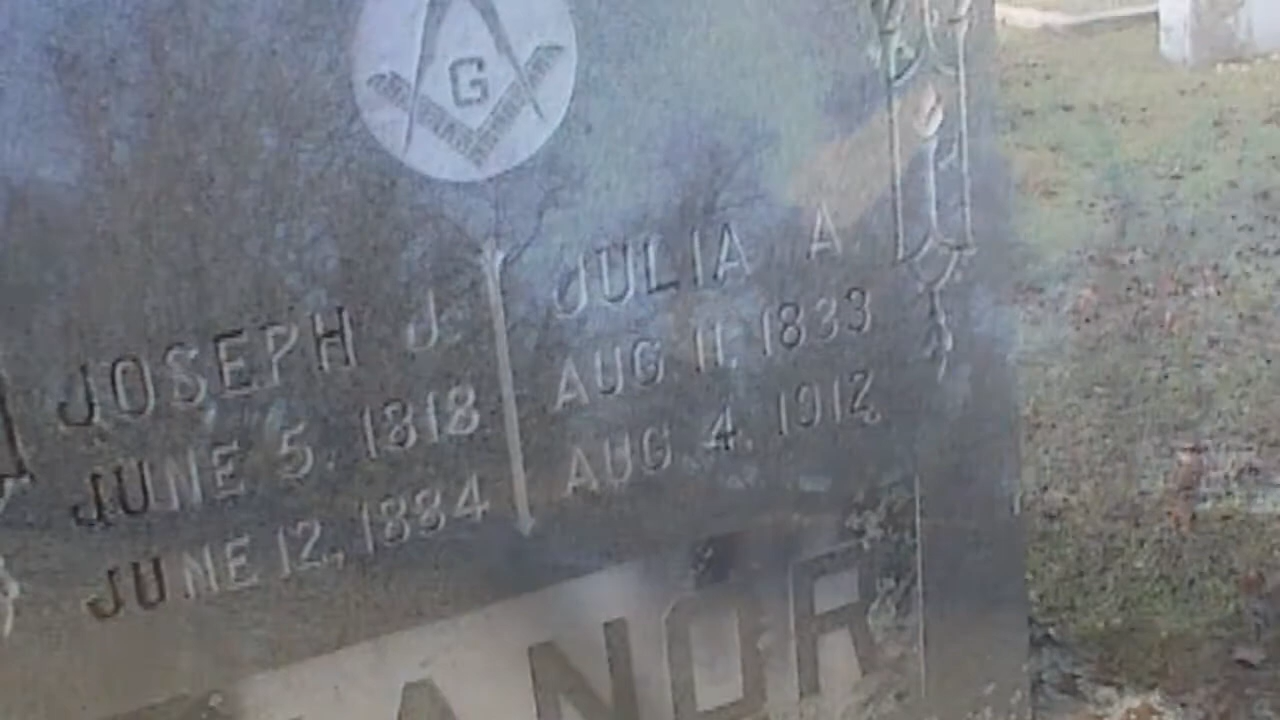 G
JOSEPH J.
JUNE 5, 1818
JUNE 12, 1884
JULIA A
AUG 11, 1833
AUG 4, 1912
ANOR